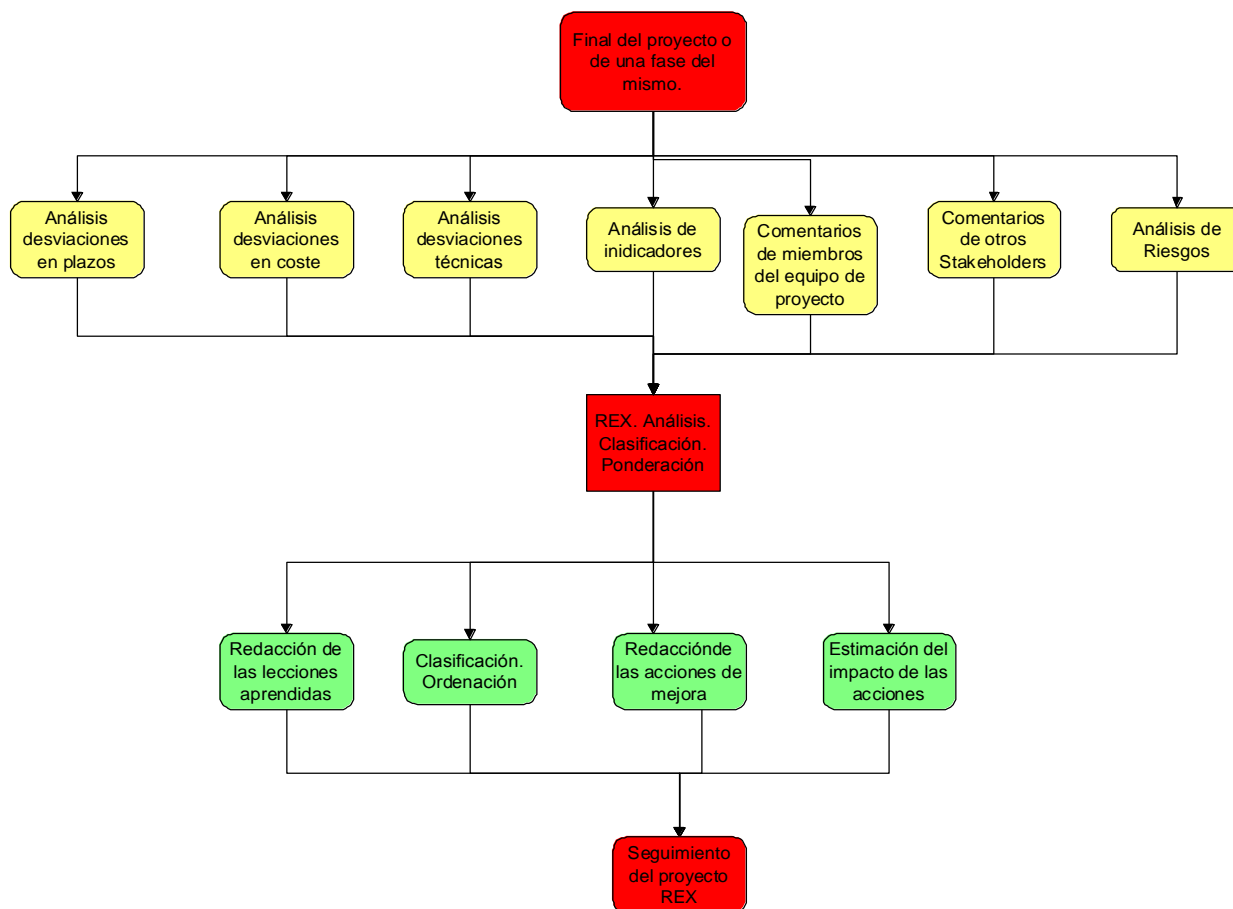 Final del proyecto o
de una fase del
mismo.
Análisis
desviaciones
en plazos
Análisis
desviaciones
en coste
Análisis
desviaciones
técnicas
Análisis de
inidicadores
Comentarios
de miembros
del equipo de
proyecto
Comentarios
de otros
Stakeholders
Análisis de
Riesgos
REX. Análisis.
Clasificación.
Ponderación
Redacción de
las lecciones
aprendidas
Clasificación.
Ordenación
Redacciónde
las acciones de
mejora
Estimación del
impacto de las
acciones
Seguimiento
del proyecto
REX